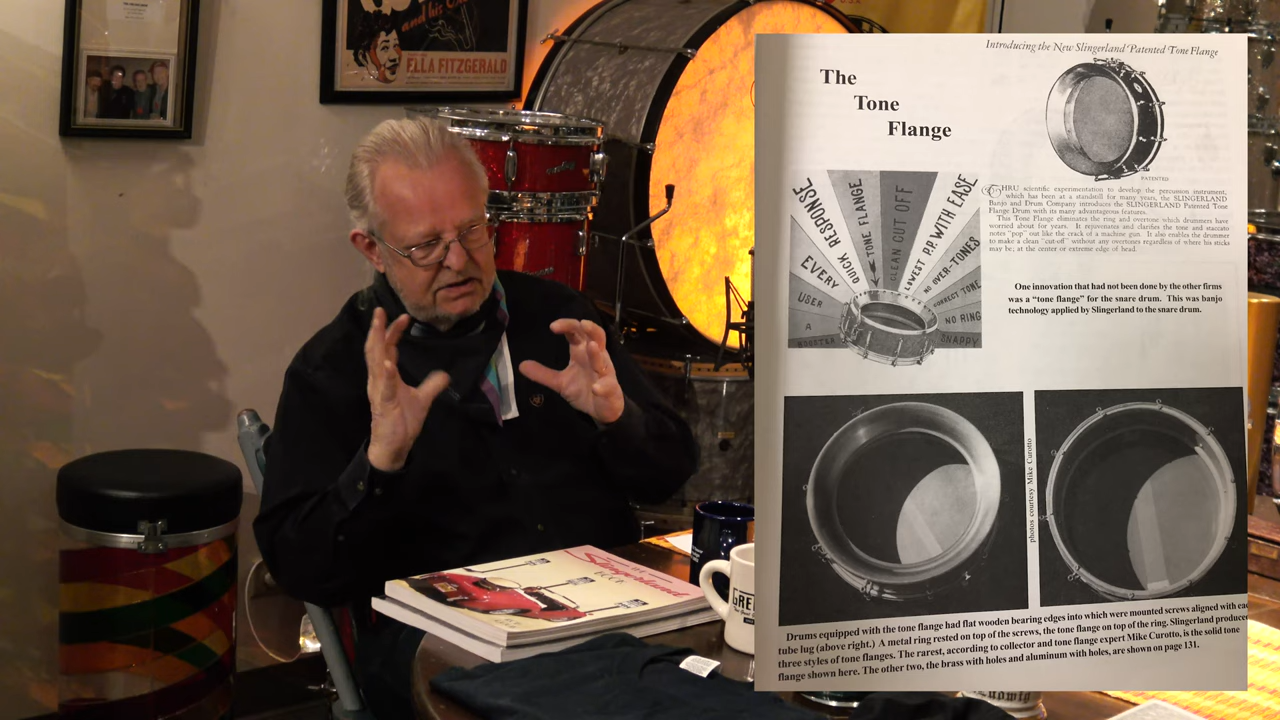 and his
ELLA FITZGERALD
Slingerland
BOOK
GRE
Ludwig
Introducing the New Slingerland Patented Tone Flange
The
Tone
Flange
PATENTED
THRU scientific experimentation to develop the percussion instrument,
which has been at a standstill for many years, the SLINGERLAND
Banjo and Drum Company introduces the SLINGERLAND Patented Tone
Flange Drum with its many advantageous features.
This Tone Flange eliminates the ring and overtone which drummers have
worried about for years. It rejuvenates and clarifies the tone and staccato
notes "pop" out like the crack of a machine gun. It also enables the drummer
to make a clean "cut-off" without any overtones regardless of where his sticks
may be; at the center or extreme edge of head.
A
USER
EVERY
QUICK RESPONSE
TONE FLANGE
CLEAN CUT OFF
LOWEST P.P. WITH EASE
NO OVER-TONES
CORRECT TONE
NO RING
SNAPPY
One innovation that had not been done by the other firms
was a "tone flange" for the snare drum. This was banjo
technology applied by Slingerland to the snare drum.
photos courtesy Mike Curotto
Drums equipped with the tone flange had flat wooden bearing edges into which were mounted screws aligned with
tube lug (above right.) A metal ring rested on top of the screws, the tone flange on top of the ring. Slingerland produce
three styles of tone flanges. The rarest, according to collector and tone flange expert Mike Curotto, is the solid tone
flange shown here. The other two, the brass with holes and aluminum with holes, are shown on page 131.